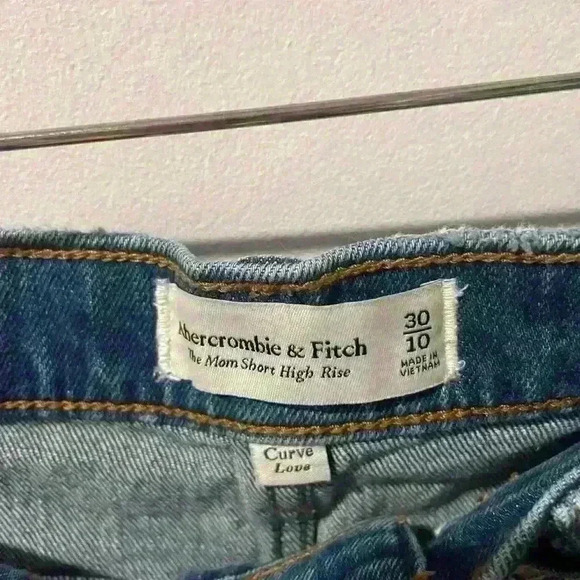 Abercrombie & Fitch
The Mom Short High Rise
30
10
MADE IN
VIETNAM
Curve
Love